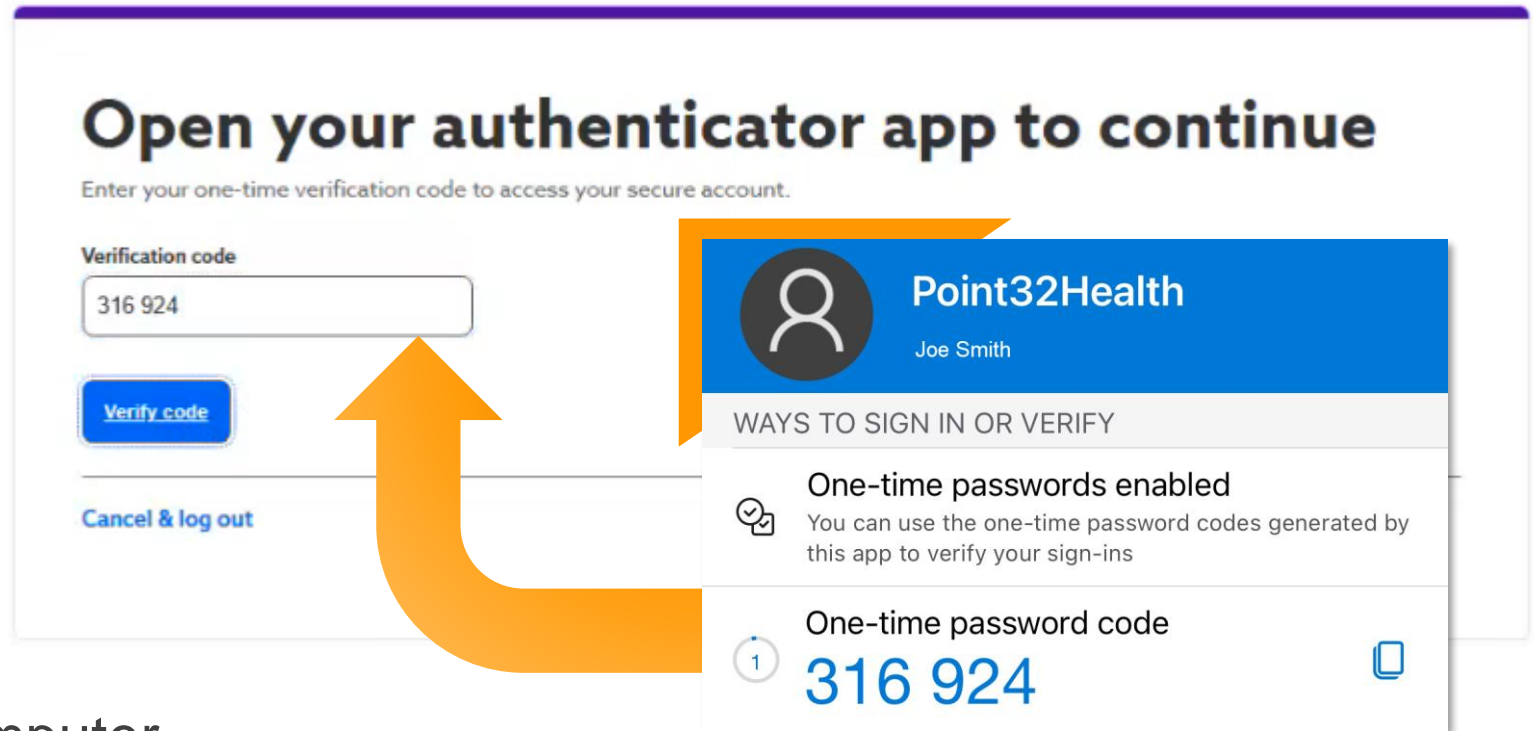 Open your authenticator app to continue
Enter your one-time verification code to access your secure account.
Verification code
316 924
Verify code
Cancel & log out
Point32Health
Joe Smith
WAYS TO SIGN IN OR VERIFY
One-time passwords enabled
You can use the one-time password codes generated by
this app to verify your sign-ins
One-time password code
1
316 924